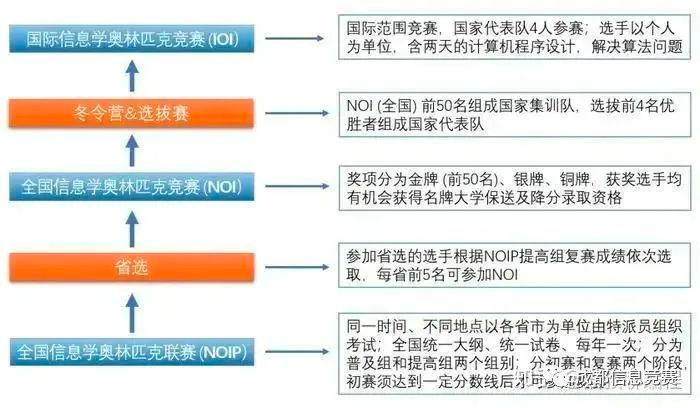 国际信息学奥林匹克竞赛 (IOI)
国际范围竞赛，国家代表队4人参赛；选手以个人
为单位，含两天的计算机程序设计，解决算法问题
冬令营&选拔赛
NOI (全国) 前50名组成国家集训队，选拔前4名优
胜者组成国家代表队
全国信息学奥林匹克竞赛 (NOI)
奖项分为金牌 (前50名)、银牌、铜牌，获奖选手均
有机会获得名牌大学保送及降分录取资格
省选
参加省选的选手根据NOIP提高组复赛成绩依次选
取，每省前5名可参加NOI
全国信息学奥林匹克联赛 (NOIP)
同一时间、不同地点以各省市为单位由特派员组织
考试；全国统一大纲、统一试卷、每年一次；分为
普及组和提高组两个组别；分初赛和复赛两个阶段，
初赛须达到一定分数线后
知乎 @成都信息竞赛